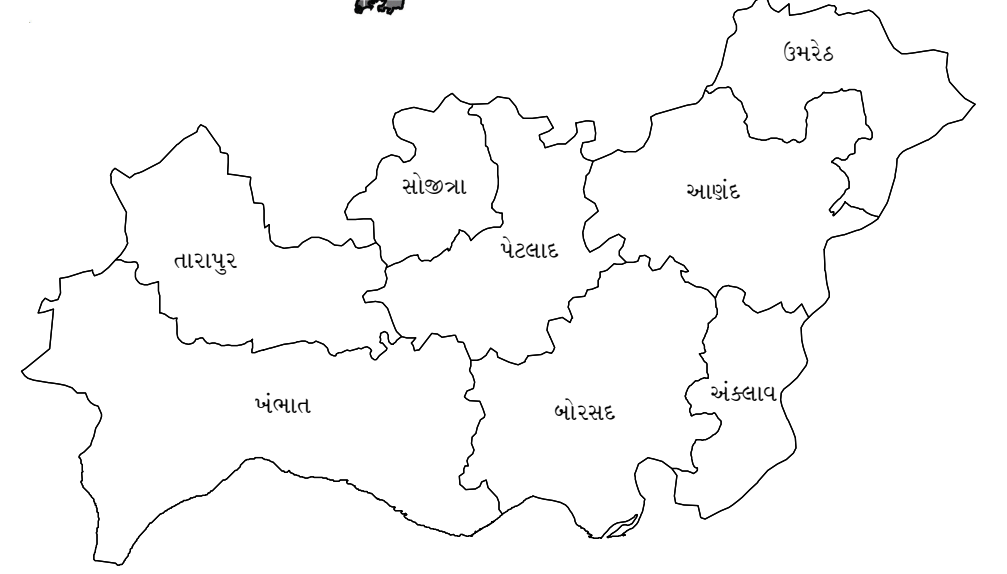 ઉમરેઠ
સોજીત્રા
આણંદ
પેટલાદ
તારાપુર
ખંભાત
બોરસદ
અંક્લાવ